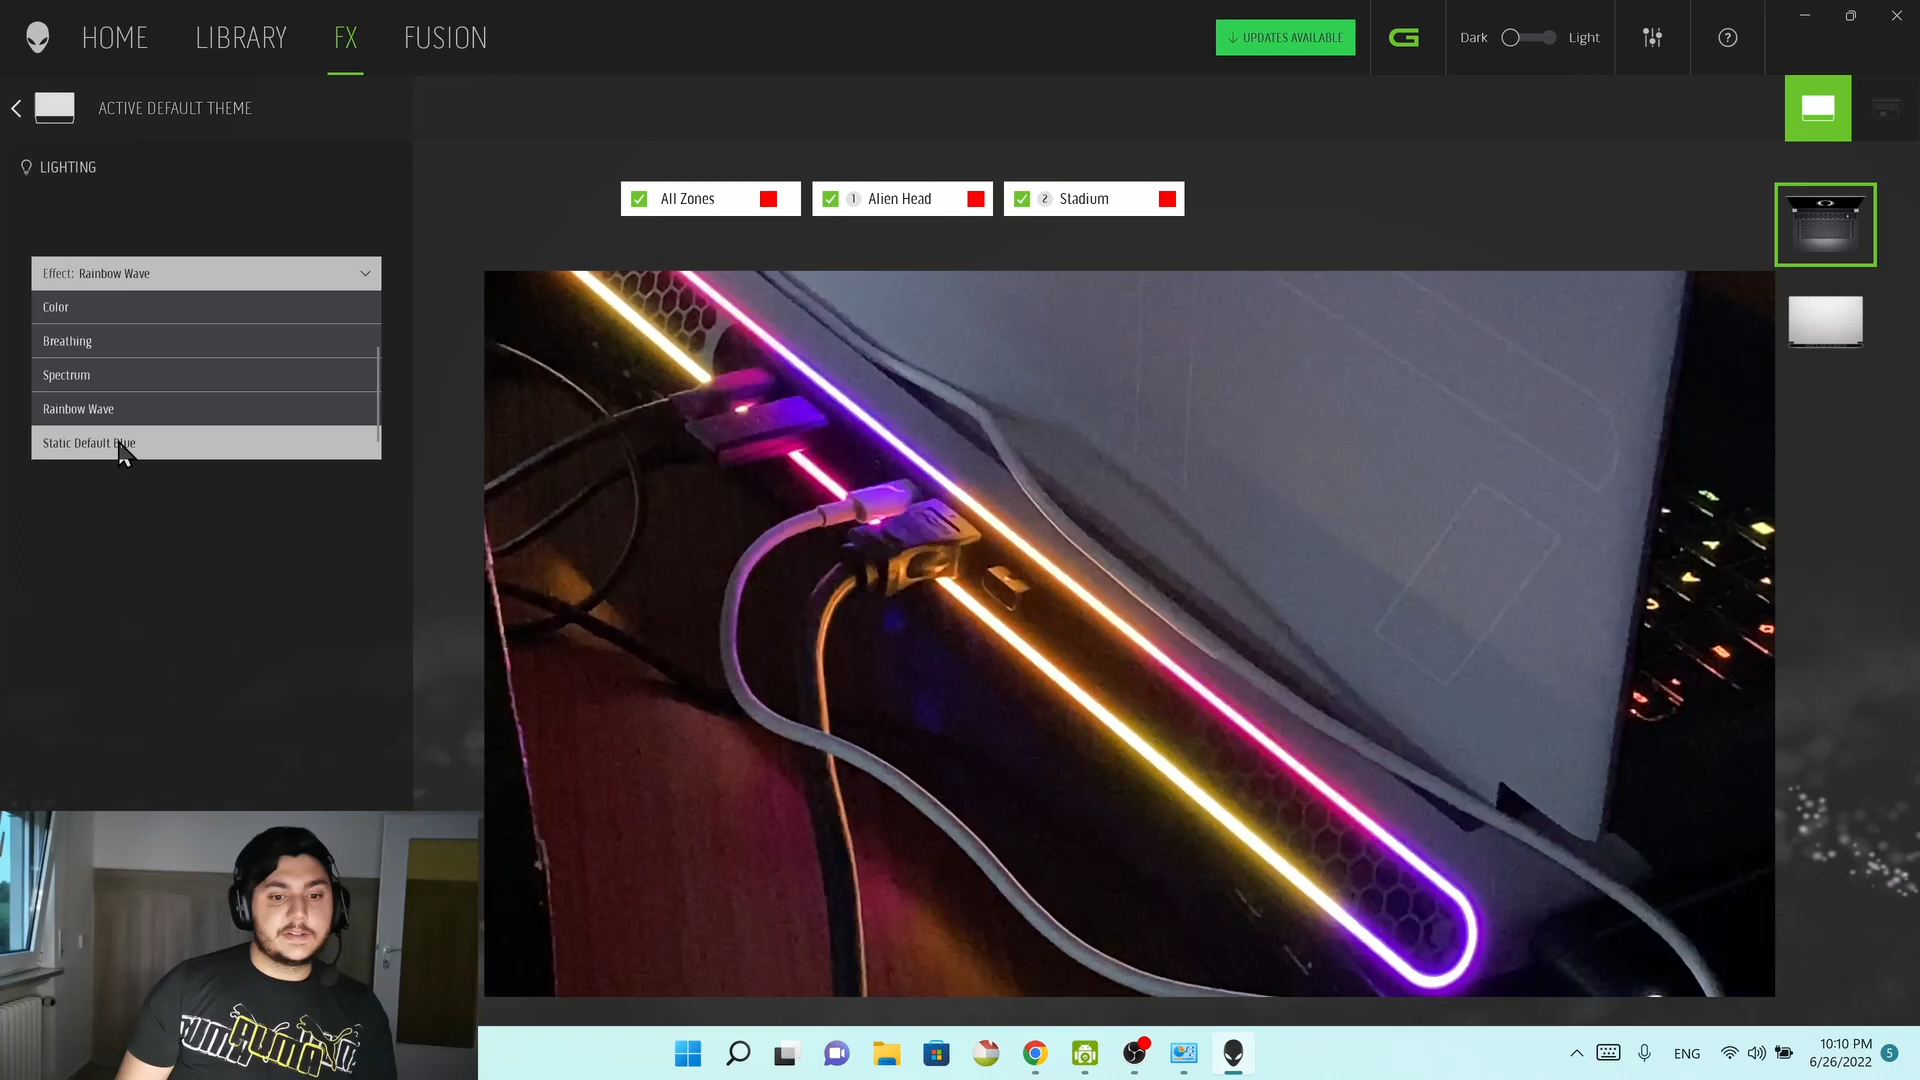 HOME LIBRARY FX FUSION
UPDATES AVAILABLE
Dark Light
ACTIVE DEFAULT THEME
LIGHTING
All Zones
1 Alien Head
2 Stadium
Effect: Rainbow Wave
Color
Breathing
Spectrum
Rainbow Wave
Static Default Blue
PUMA
ENG
10:10 PM
6/26/2022
5